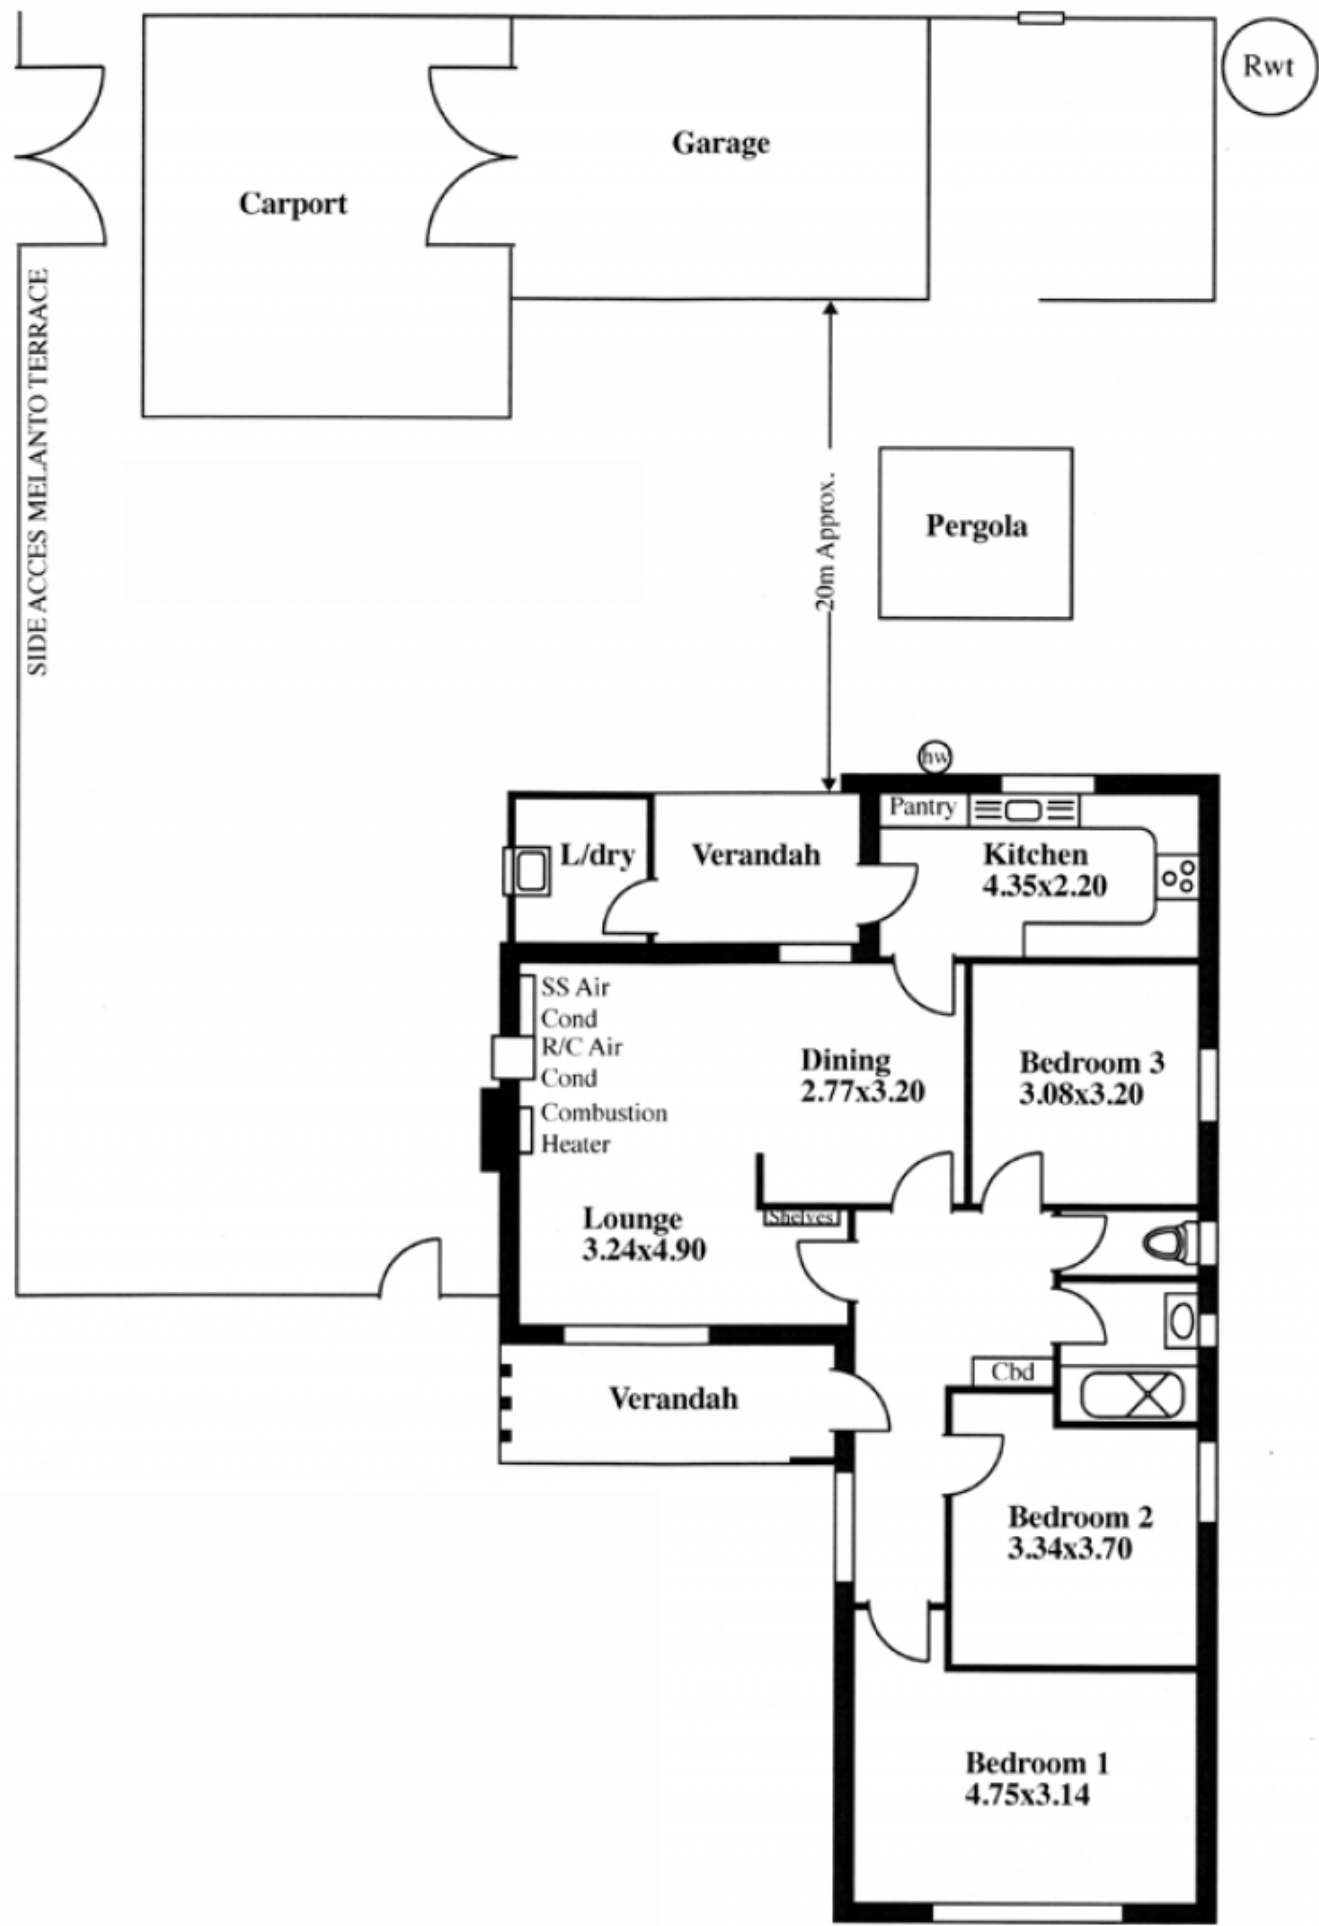 Rwt
Garage
Carport
SIDE ACCES MELANTO TERRACE
20m Approx.
Pergola
hw
Pantry
L/dry
Verandah
Kitchen
4.35x2.20
SS Air
Cond
R/C Air
Cond
Combustion
Heater
Dining
2.77x3.20
Bedroom 3
3.08x3.20
Shelves
Lounge
3.24x4.90
Cbd
Verandah
Bedroom 2
3.34x3.70
Bedroom 1
4.75x3.14